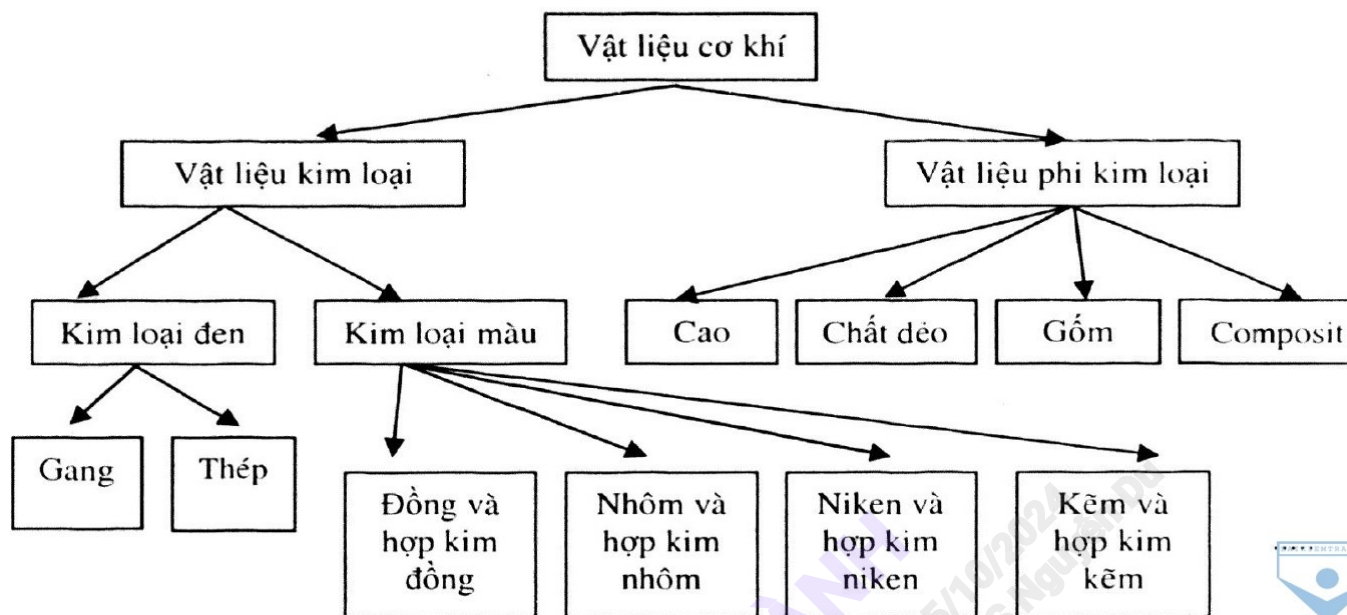 Vật liệu cơ khí
Vật liệu kim loại
Vật liệu phi kim loại
Kim loại đen
Kim loại màu
Cao
Chất dẻo
Gốm
Composit
Gang
Thép
Đồng và
hợp kim
đồng
Nhôm và
hợp kim
nhôm
Niken và
hợp kim
niken
Kẽm và
hợp kim
kẽm
......